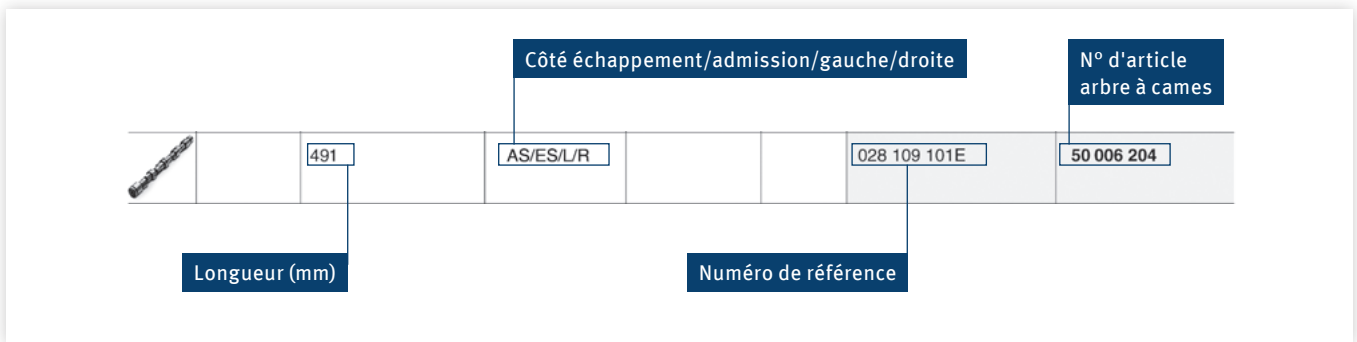 Côté échappement/admission/gauche/droite
N° d'article
arbre à cames
491
AS/ES/L/R
028 109 101E
50 006 204
Longueur (mm)
Numéro de référence